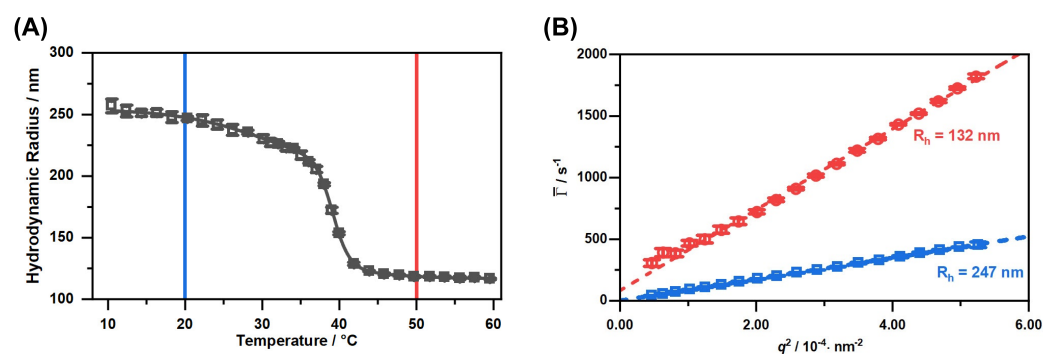 (A)
300
250
200
150
100
Hydrodynamic Radius / nm
10 20 30 40 50 60
Temperature / °C
(B)
2000
1500
1000
500
0
Γ̅ / s⁻¹
R_h = 132 nm
R_h = 247 nm
0.00 2.00 4.00 6.00
q² / 10⁻⁴· nm⁻²